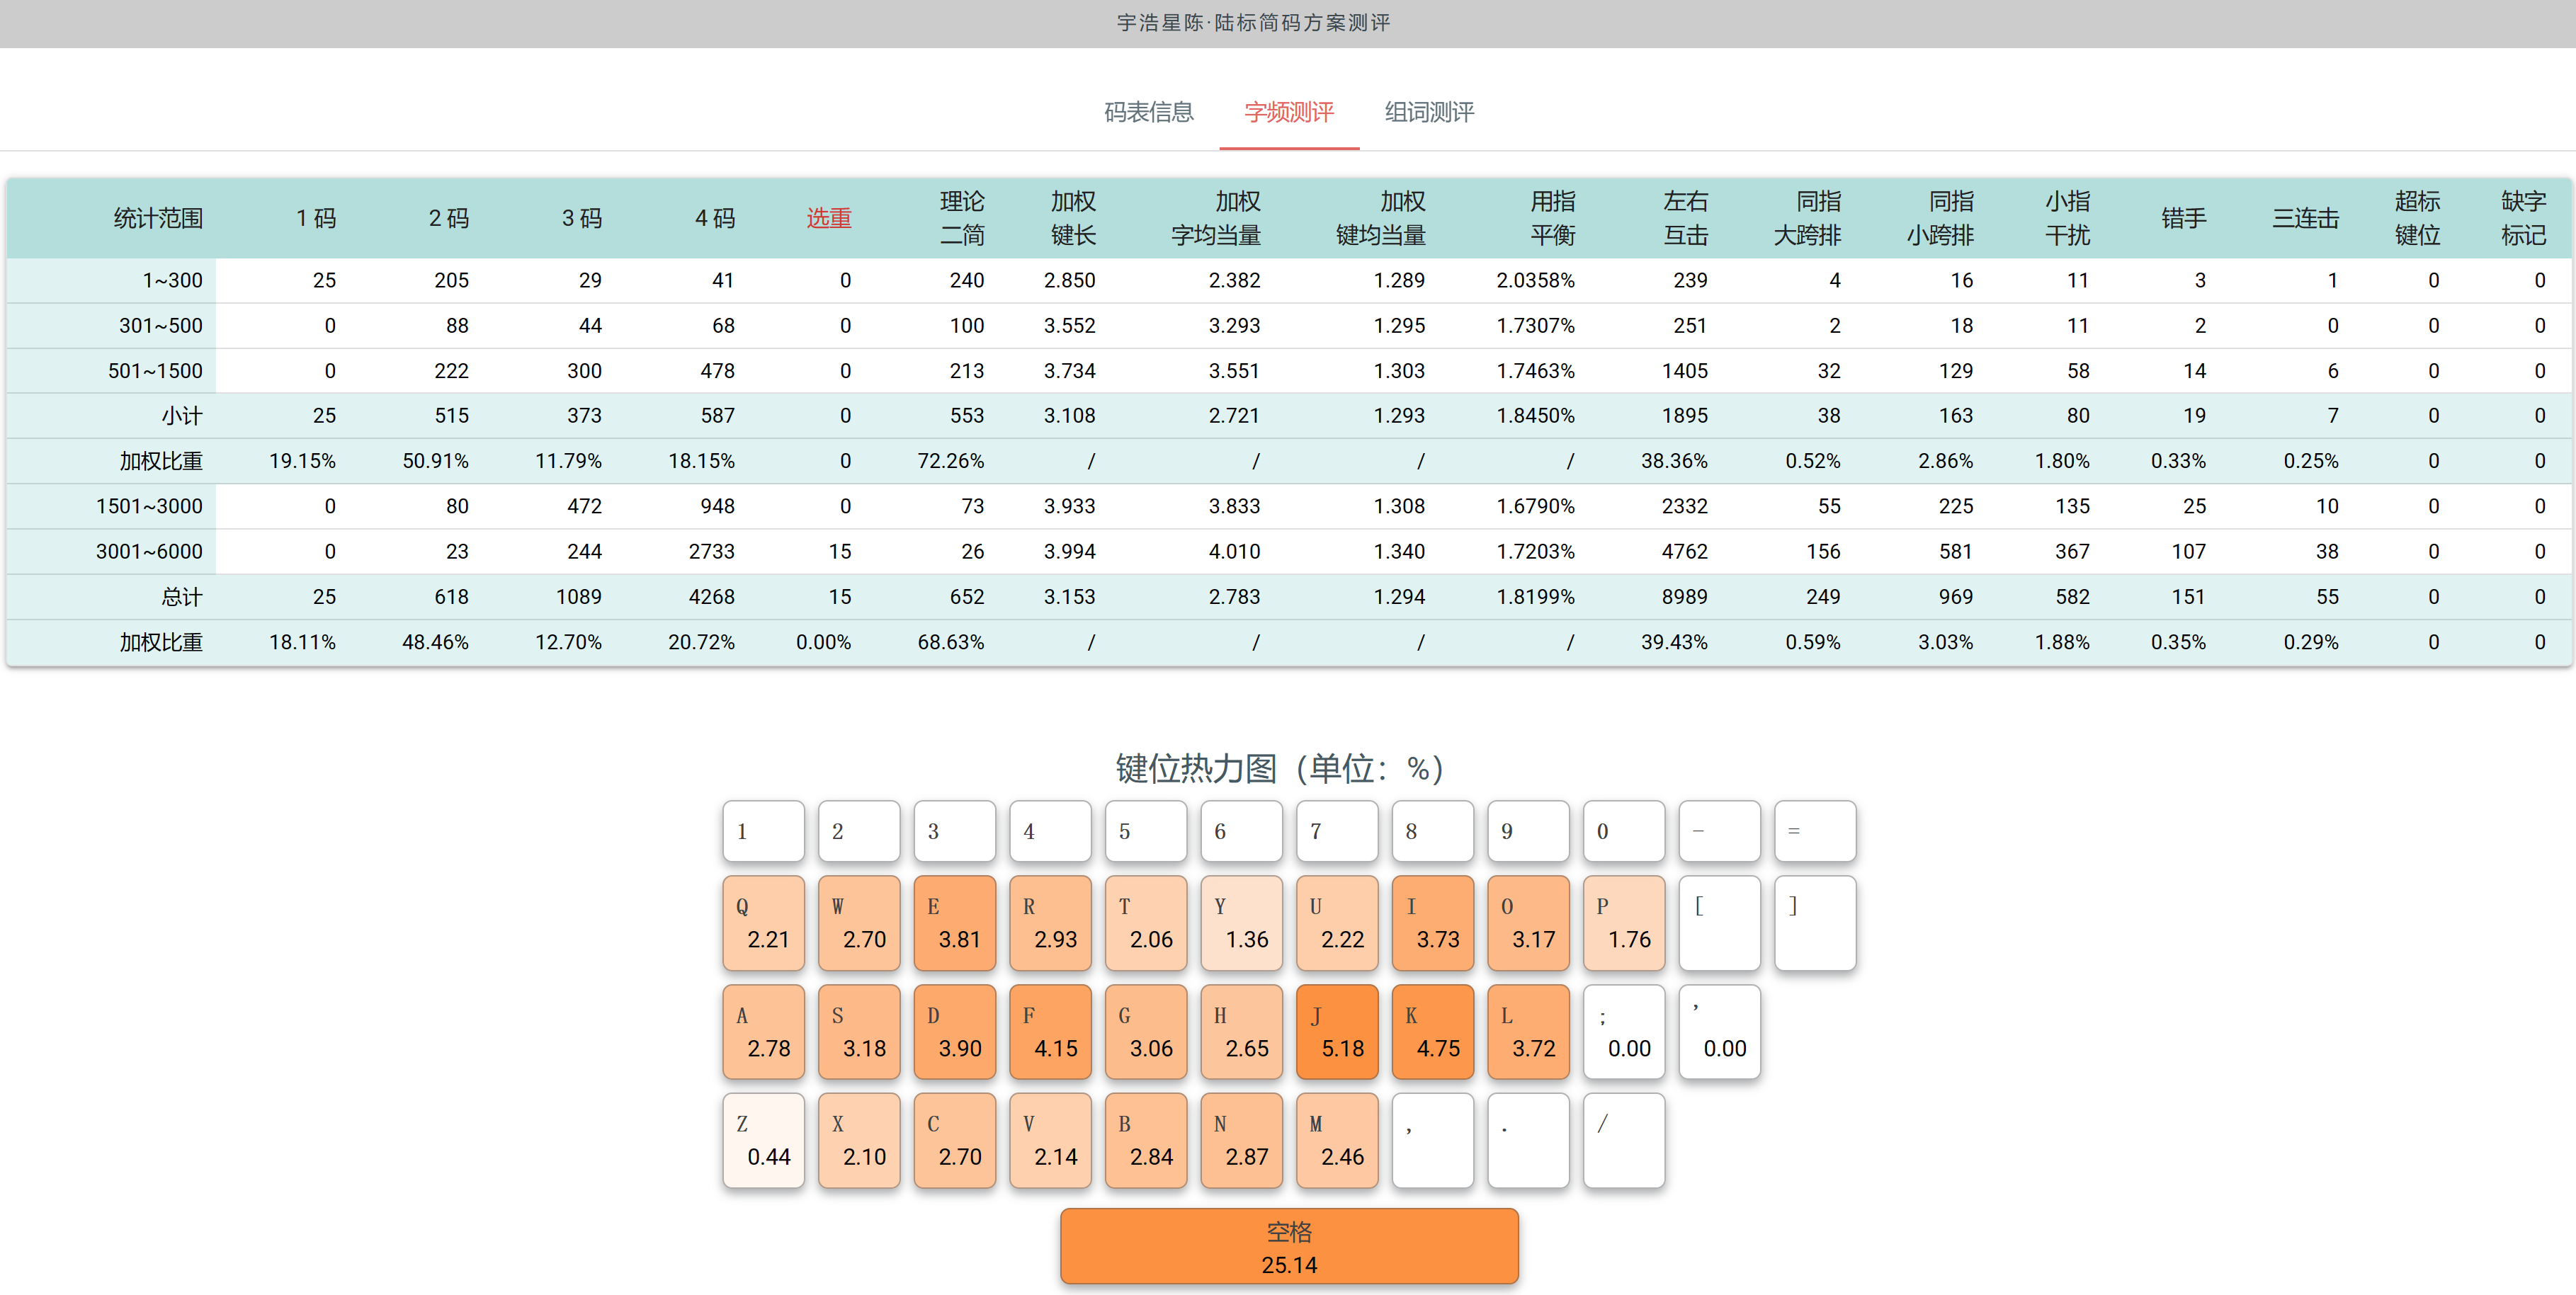 宇浩星陈·陆标简码方案测评
码表信息 字频测评 组词测评
统计范围 1 码 2 码 3 码 4 码 选重 理论二简 加权键长 加权字均当量 加权键均当量 用指平衡 左右互击 同指大跨排 同指小跨排 小指干扰 错手 三连击 超标键位 缺字标记
1~300 25 205 29 41 0 240 2.850 2.382 1.289 2.0358% 239 4 16 11 3 1 0 0
301~500 0 88 44 68 0 100 3.552 3.293 1.295 1.7307% 251 2 18 11 2 0 0 0
501~1500 0 222 300 478 0 213 3.734 3.551 1.303 1.7463% 1405 32 129 58 14 6 0 0
小计 25 515 373 587 0 553 3.108 2.721 1.293 1.8450% 1895 38 163 80 19 7 0 0
加权比重 19.15% 50.91% 11.79% 18.15% 0 72.26% / / / / 38.36% 0.52% 2.86% 1.80% 0.33% 0.25% 0 0
1501~3000 0 80 472 948 0 73 3.933 3.833 1.308 1.6790% 2332 55 225 135 25 10 0 0
3001~6000 0 23 244 2733 15 26 3.994 4.010 1.340 1.7203% 4762 156 581 367 107 38 0 0
总计 25 618 1089 4268 15 652 3.153 2.783 1.294 1.8199% 8989 249 969 582 151 55 0 0
加权比重 18.11% 48.46% 12.70% 20.72% 0.00% 68.63% / / / / 39.43% 0.59% 3.03% 1.88% 0.35% 0.29% 0 0
键位热力图（单位：%）
1 2 3 4 5 6 7 8 9 0 - =
Q W E R T Y U I O P [ ]
2.21 2.70 3.81 2.93 2.06 1.36 2.22 3.73 3.17 1.76
A S D F G H J K L ; ’
2.78 3.18 3.90 4.15 3.06 2.65 5.18 4.75 3.72 0.00 0.00
Z X C V B N M , . /
0.44 2.10 2.70 2.14 2.84 2.87 2.46
空格
25.14